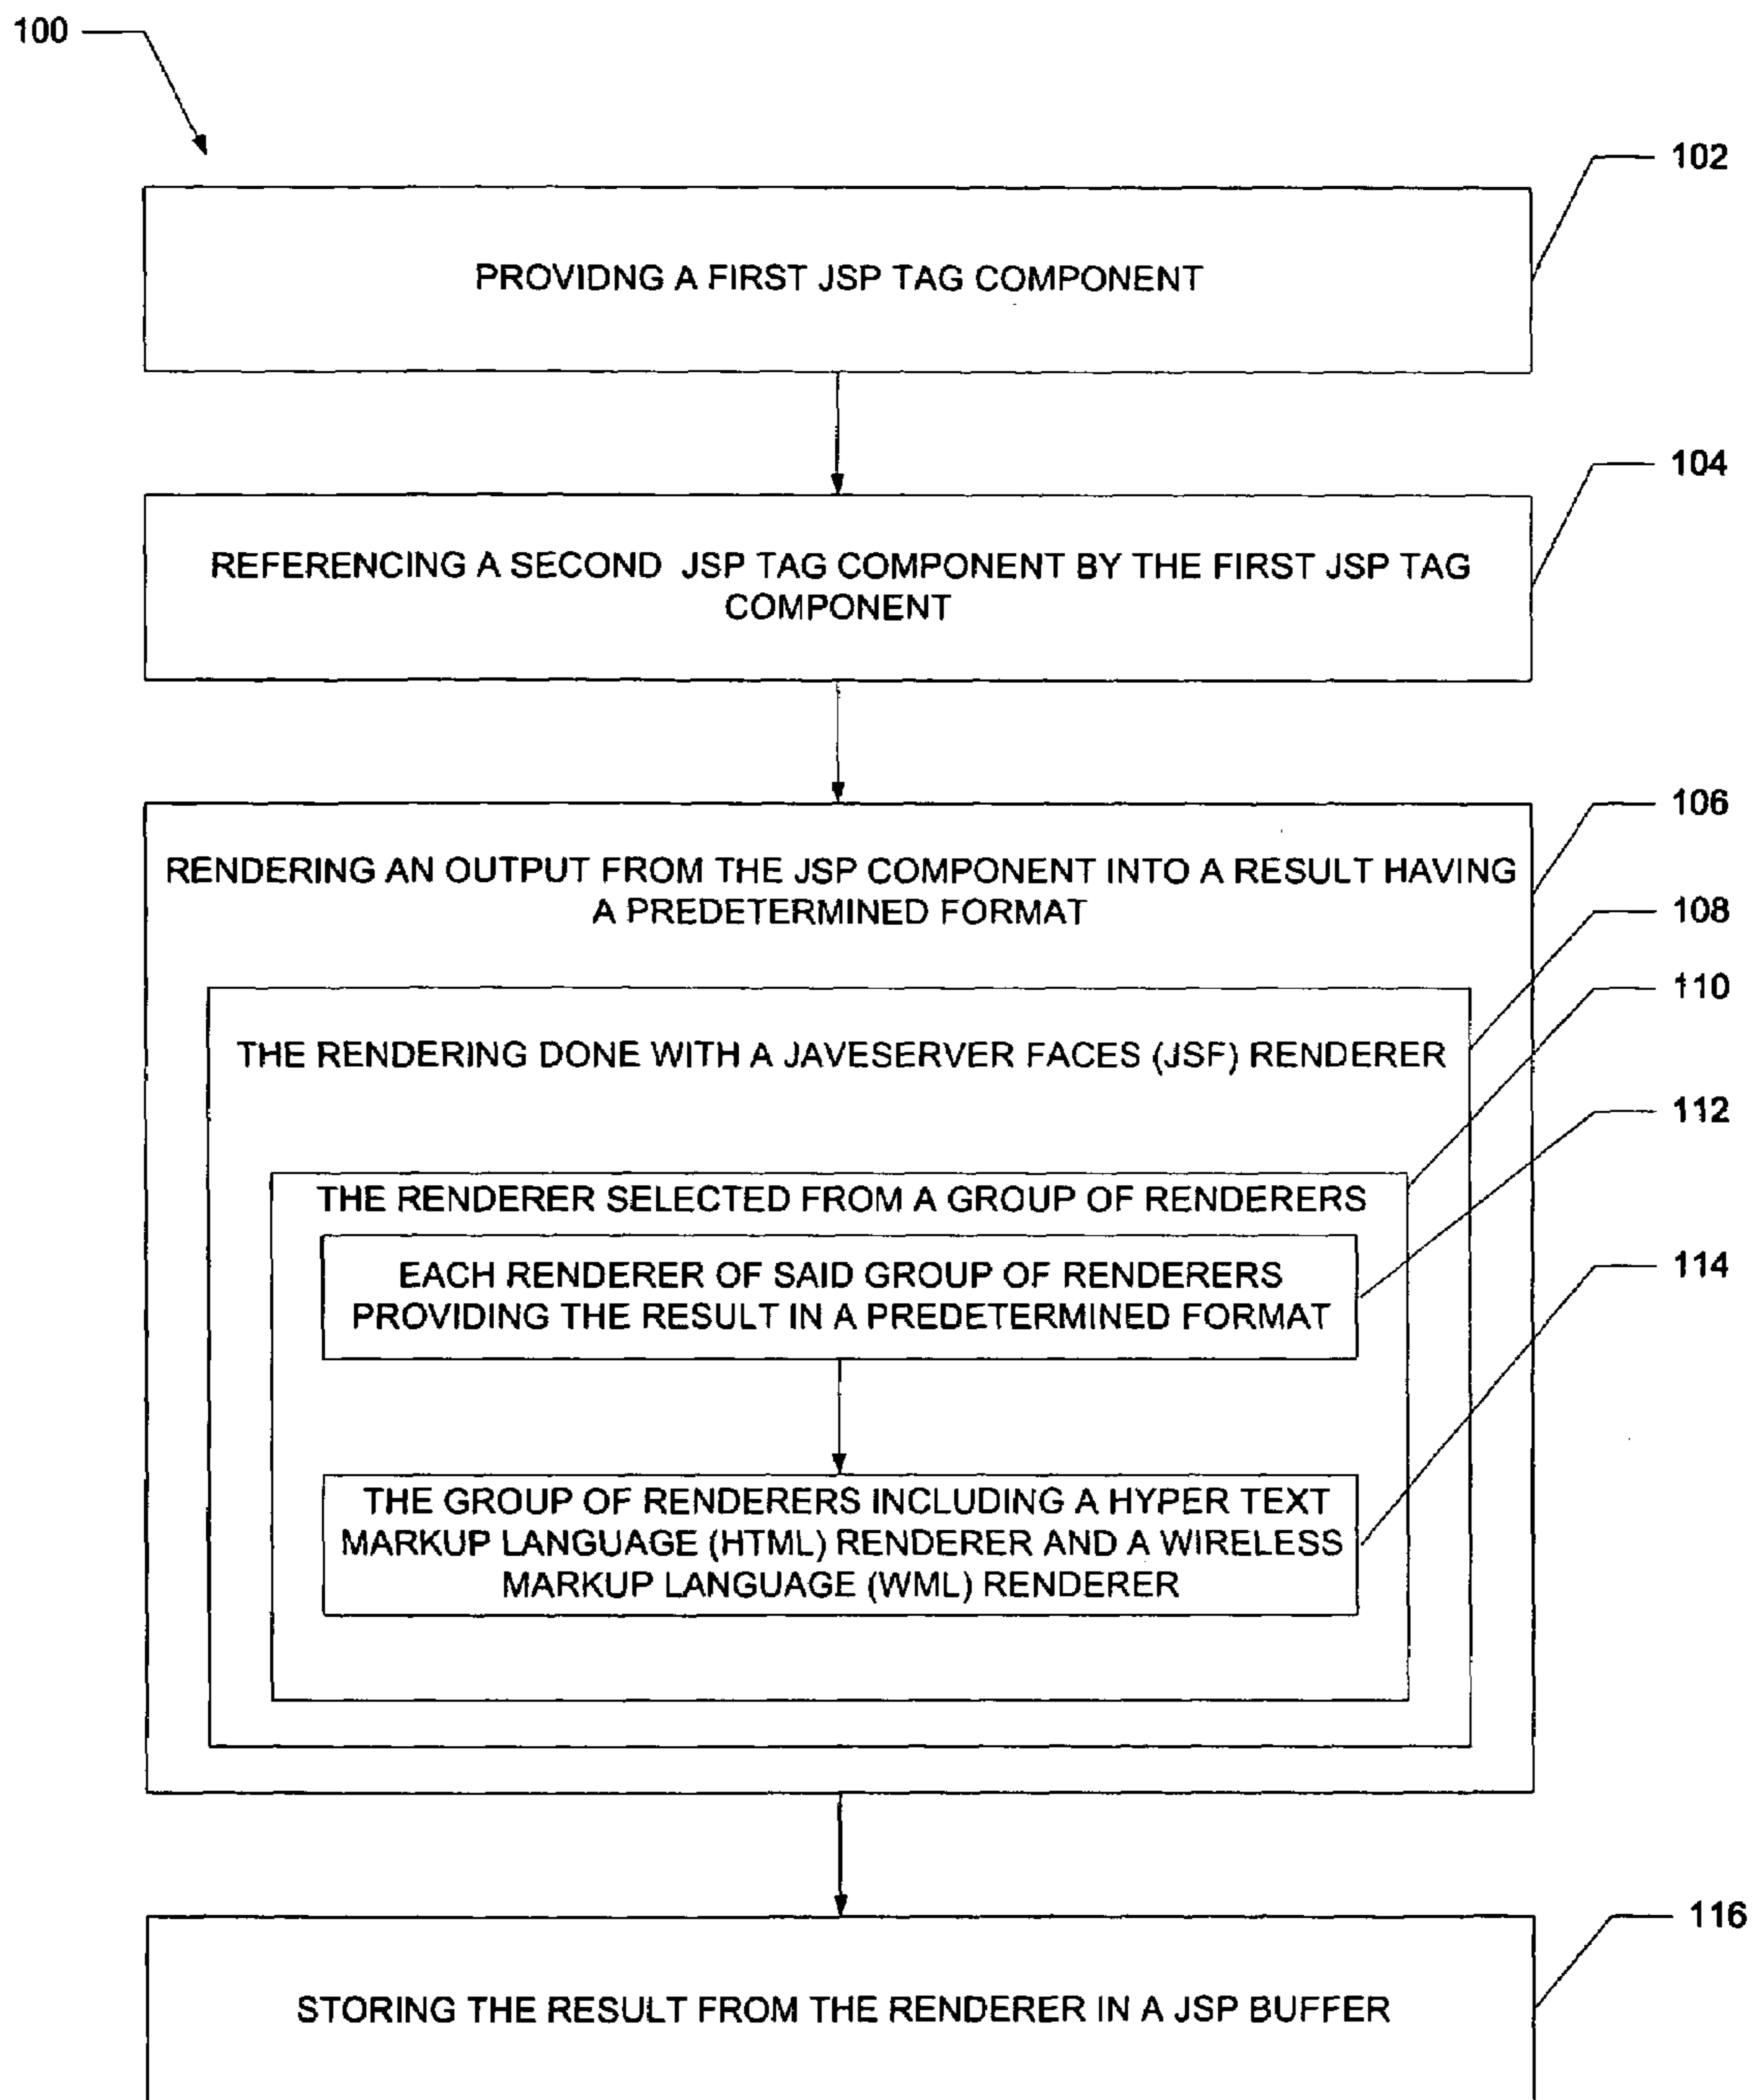 100
102
PROVIDNG A FIRST JSP TAG COMPONENT
104
REFERENCING A SECOND JSP TAG COMPONENT BY THE FIRST JSP TAG
COMPONENT
106
RENDERING AN OUTPUT FROM THE JSP COMPONENT INTO A RESULT HAVING
A PREDETERMINED FORMAT
108
110
THE RENDERING DONE WITH A JAVESERVER FACES (JSF) RENDERER
112
THE RENDERER SELECTED FROM A GROUP OF RENDERERS
114
EACH RENDERER OF SAID GROUP OF RENDERERS
PROVIDING THE RESULT IN A PREDETERMINED FORMAT
THE GROUP OF RENDERERS INCLUDING A HYPER TEXT
MARKUP LANGUAGE (HTML) RENDERER AND A WIRELESS
MARKUP LANGUAGE (WML) RENDERER
116
STORING THE RESULT FROM THE RENDERER IN A JSP BUFFER